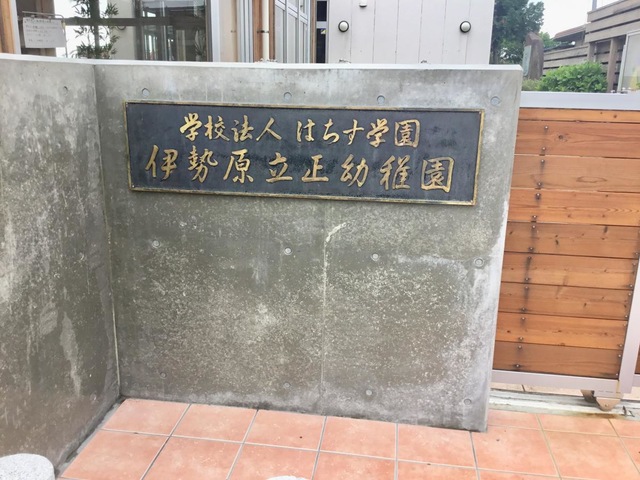 学校法人 はちす学園
伊勢原立正幼稚園